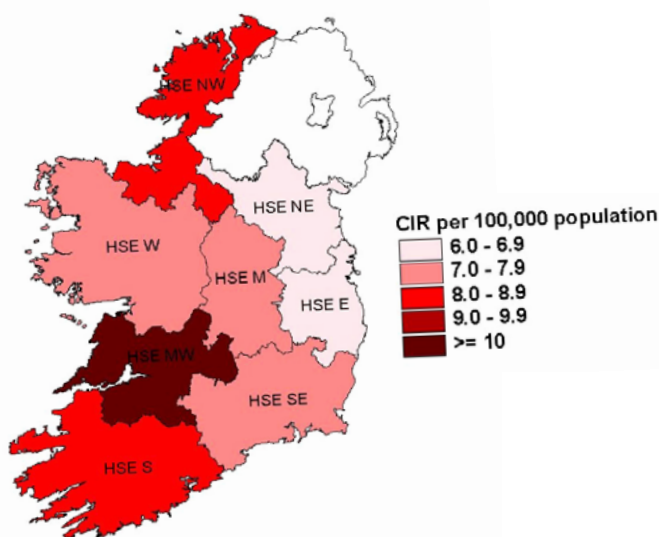 HSE NW
HSE NE
HSE W
HSE M
HSE E
HSE MW
HSE SE
HSE S
CIR per 100,000 population
6.0 - 6.9
7.0 - 7.9
8.0 - 8.9
9.0 - 9.9
>= 10